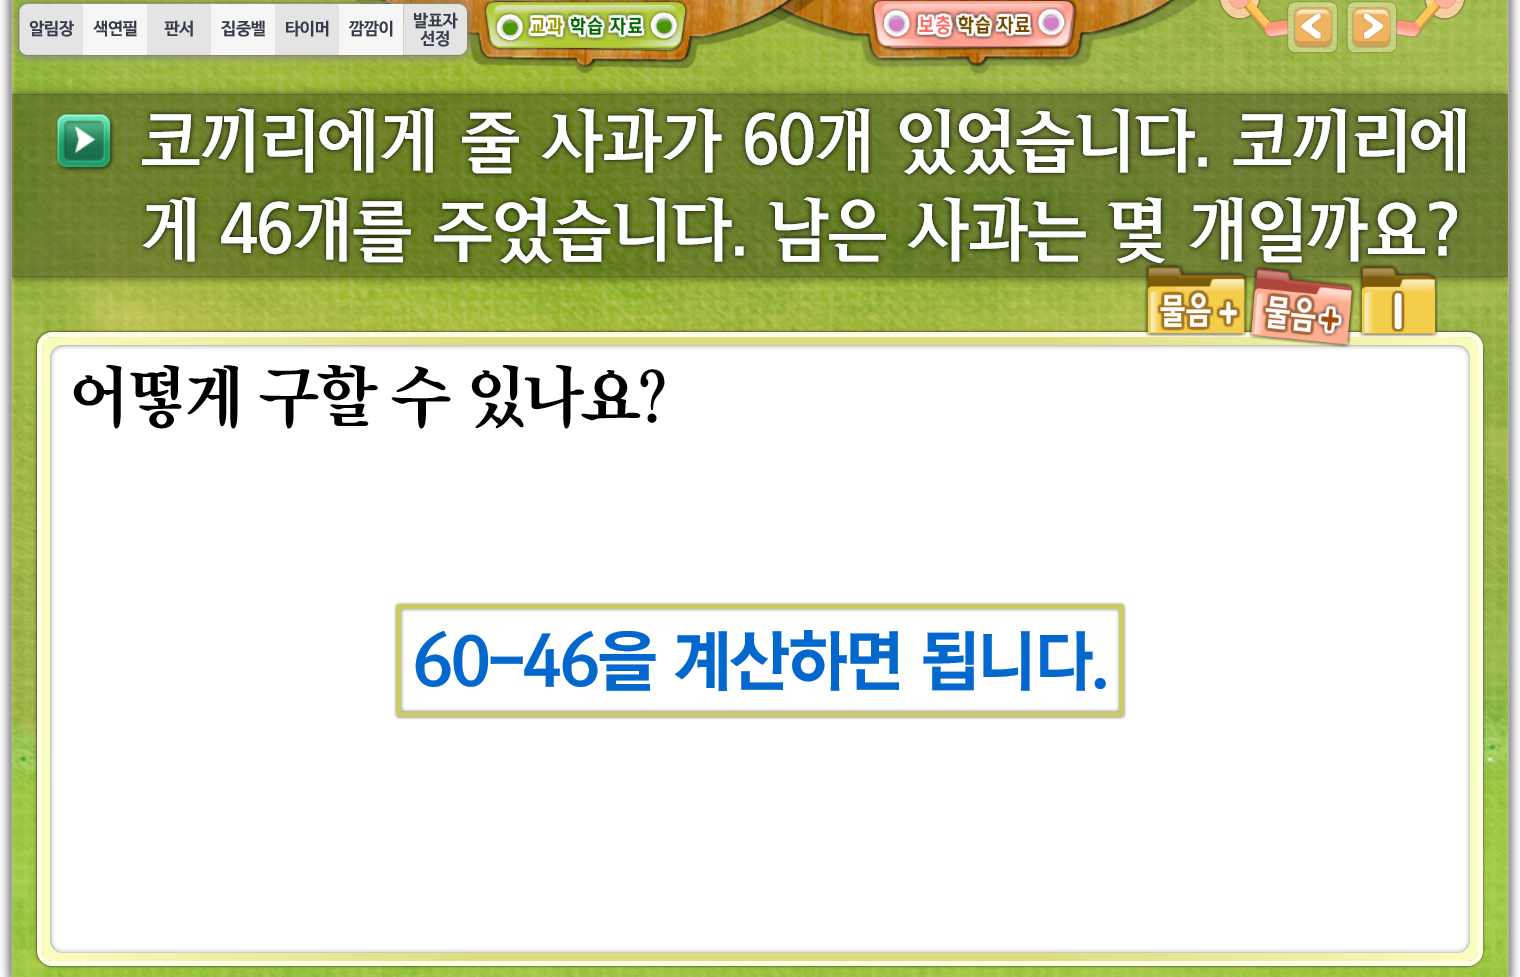 알림장 색연필 판서 집중벨 타이머 깜깜이 발표자 선정
교과 학습 자료
보충 학습 자료
코끼리에게 줄 사과가 60개 있었습니다. 코끼리에
게 46개를 주었습니다. 남은 사과는 몇 개일까요?
물음+ 물음+ |
어떻게 구할 수 있나요?
60-46을 계산하면 됩니다.